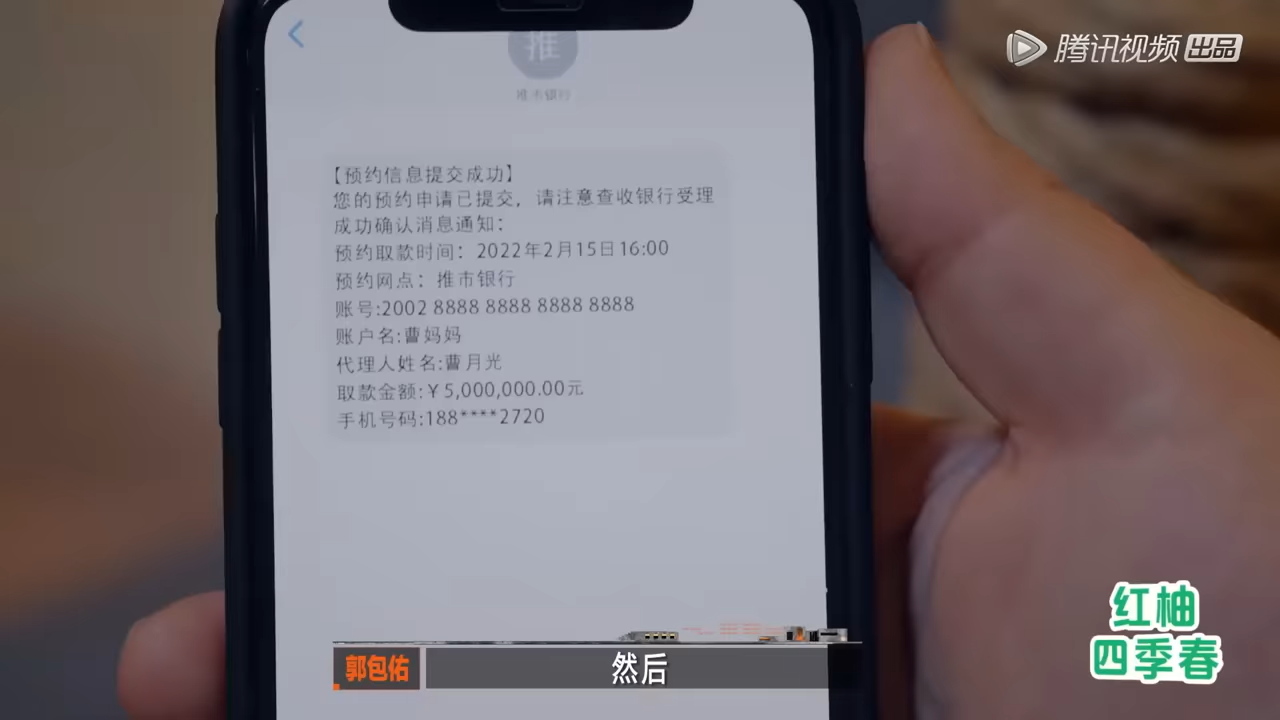 腾讯视频 出品
推
推市银行
【预约信息提交成功】
您的预约申请已提交，请注意查收银行受理
成功确认消息通知：
预约取款时间：2022年2月15日16:00
预约网点：推市银行
账号:2002 8888 8888 8888 8888
账户名:曹妈妈
代理人姓名:曹月光
取款金额:￥5,000,000.00元
手机号码:188****2720
红柚
四季春
郭包佑 然后